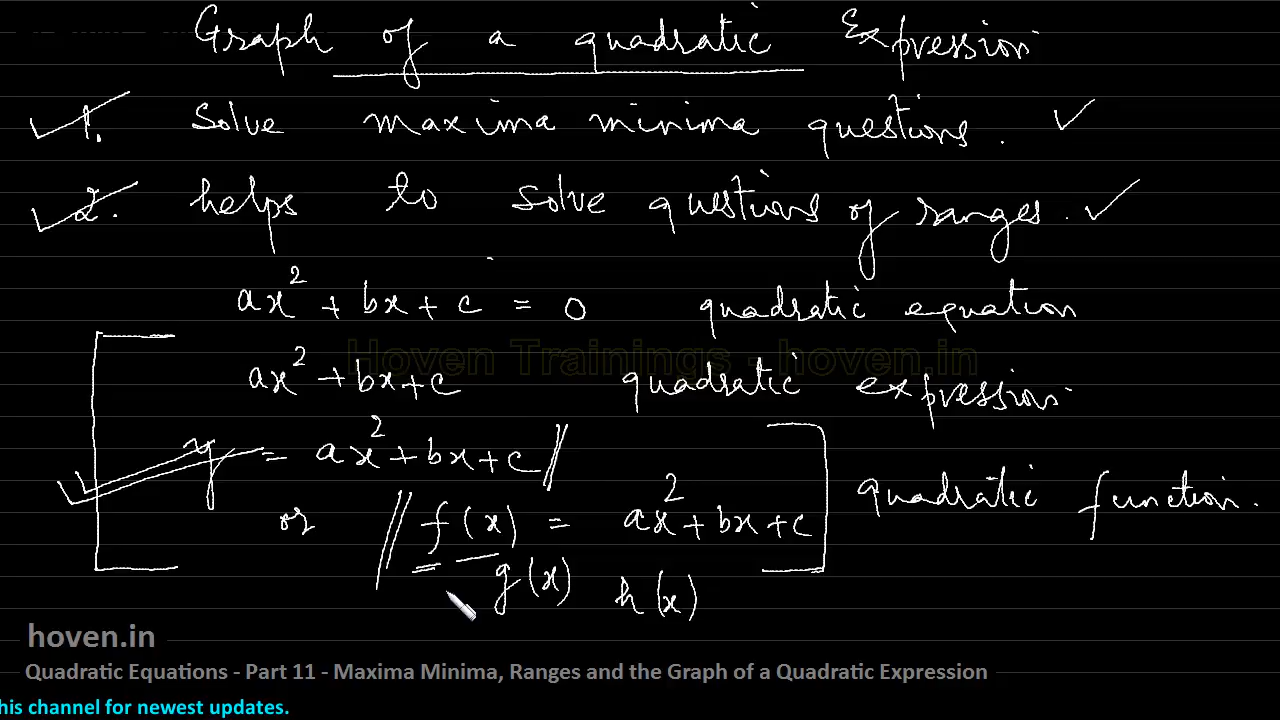 Graph of a quadratic Expression
1. Solve maxima minima questions.
2. helps to solve questions of ranges.
ax² + bx + c = 0 quadratic equation
Hoven Trainings - hoven.in
ax² + bx + c quadratic expression.
y = ax² + bx + c
or f(x) = ax² + bx + c quadratic function.
g(x) h(x)
hoven.in
Quadratic Equations - Part 11 - Maxima Minima, Ranges and the Graph of a Quadratic Expression
his channel for newest updates.